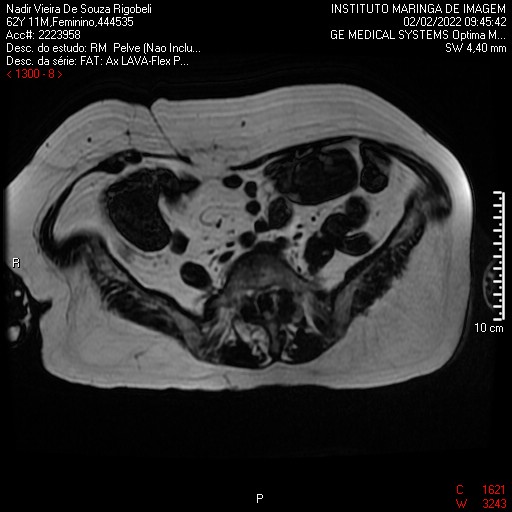 Nadir Vieira De Souza Rigobeli
62Y 11M,Feminino,444535
Acc#: 2223958
Desc. do estudo: RM Pelve (Nao Inclu...
Desc. da série: FAT: Ax LAVA-Flex P...
< 1300 - 8 >
INSTITUTO MARINGA DE IMAGEM
02/02/2022 09:45:42
GE MEDICAL SYSTEMS Optima M...
SW 4,40 mm
R
10 cm
P
C 1621
W 3243